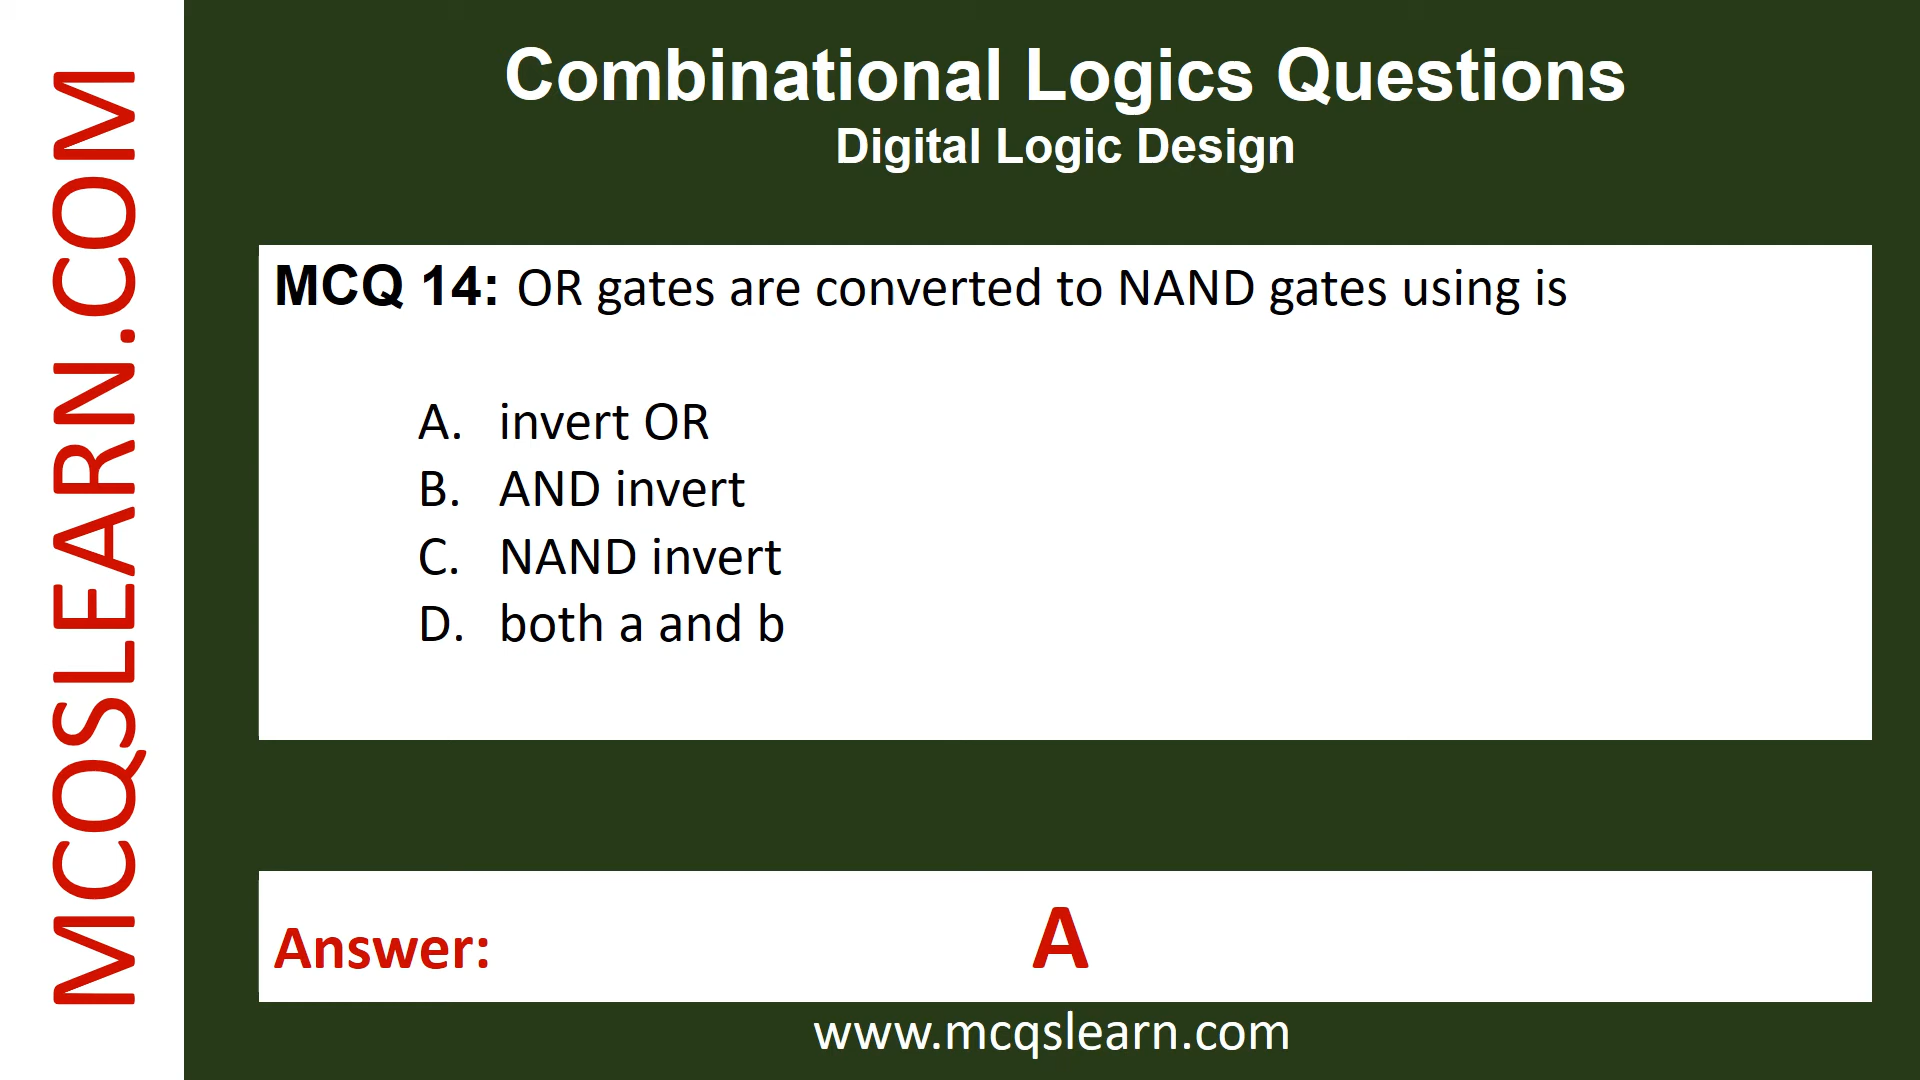 MCQSLEARN.COM
Combinational Logics Questions
Digital Logic Design
MCQ 14: OR gates are converted to NAND gates using is
A. invert OR
B. AND invert
C. NAND invert
D. both a and b
Answer: A
www.mcqslearn.com